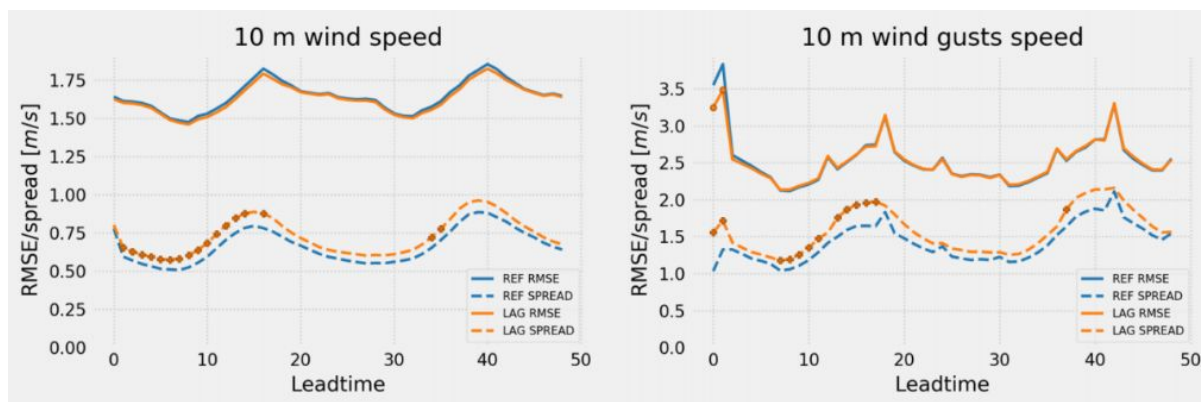 10 m wind speed
RMSE/spread [m/s]
1.75
1.50
1.25
1.00
0.75
0.50
0.25
0.00
0 10 20 30 40 50
Leadtime
REF RMSE
REF SPREAD
LAG RMSE
LAG SPREAD
10 m wind gusts speed
RMSE/spread [m/s]
3.5
3.0
2.5
2.0
1.5
1.0
0.5
0.0
0 10 20 30 40 50
Leadtime
REF RMSE
REF SPREAD
LAG RMSE
LAG SPREAD